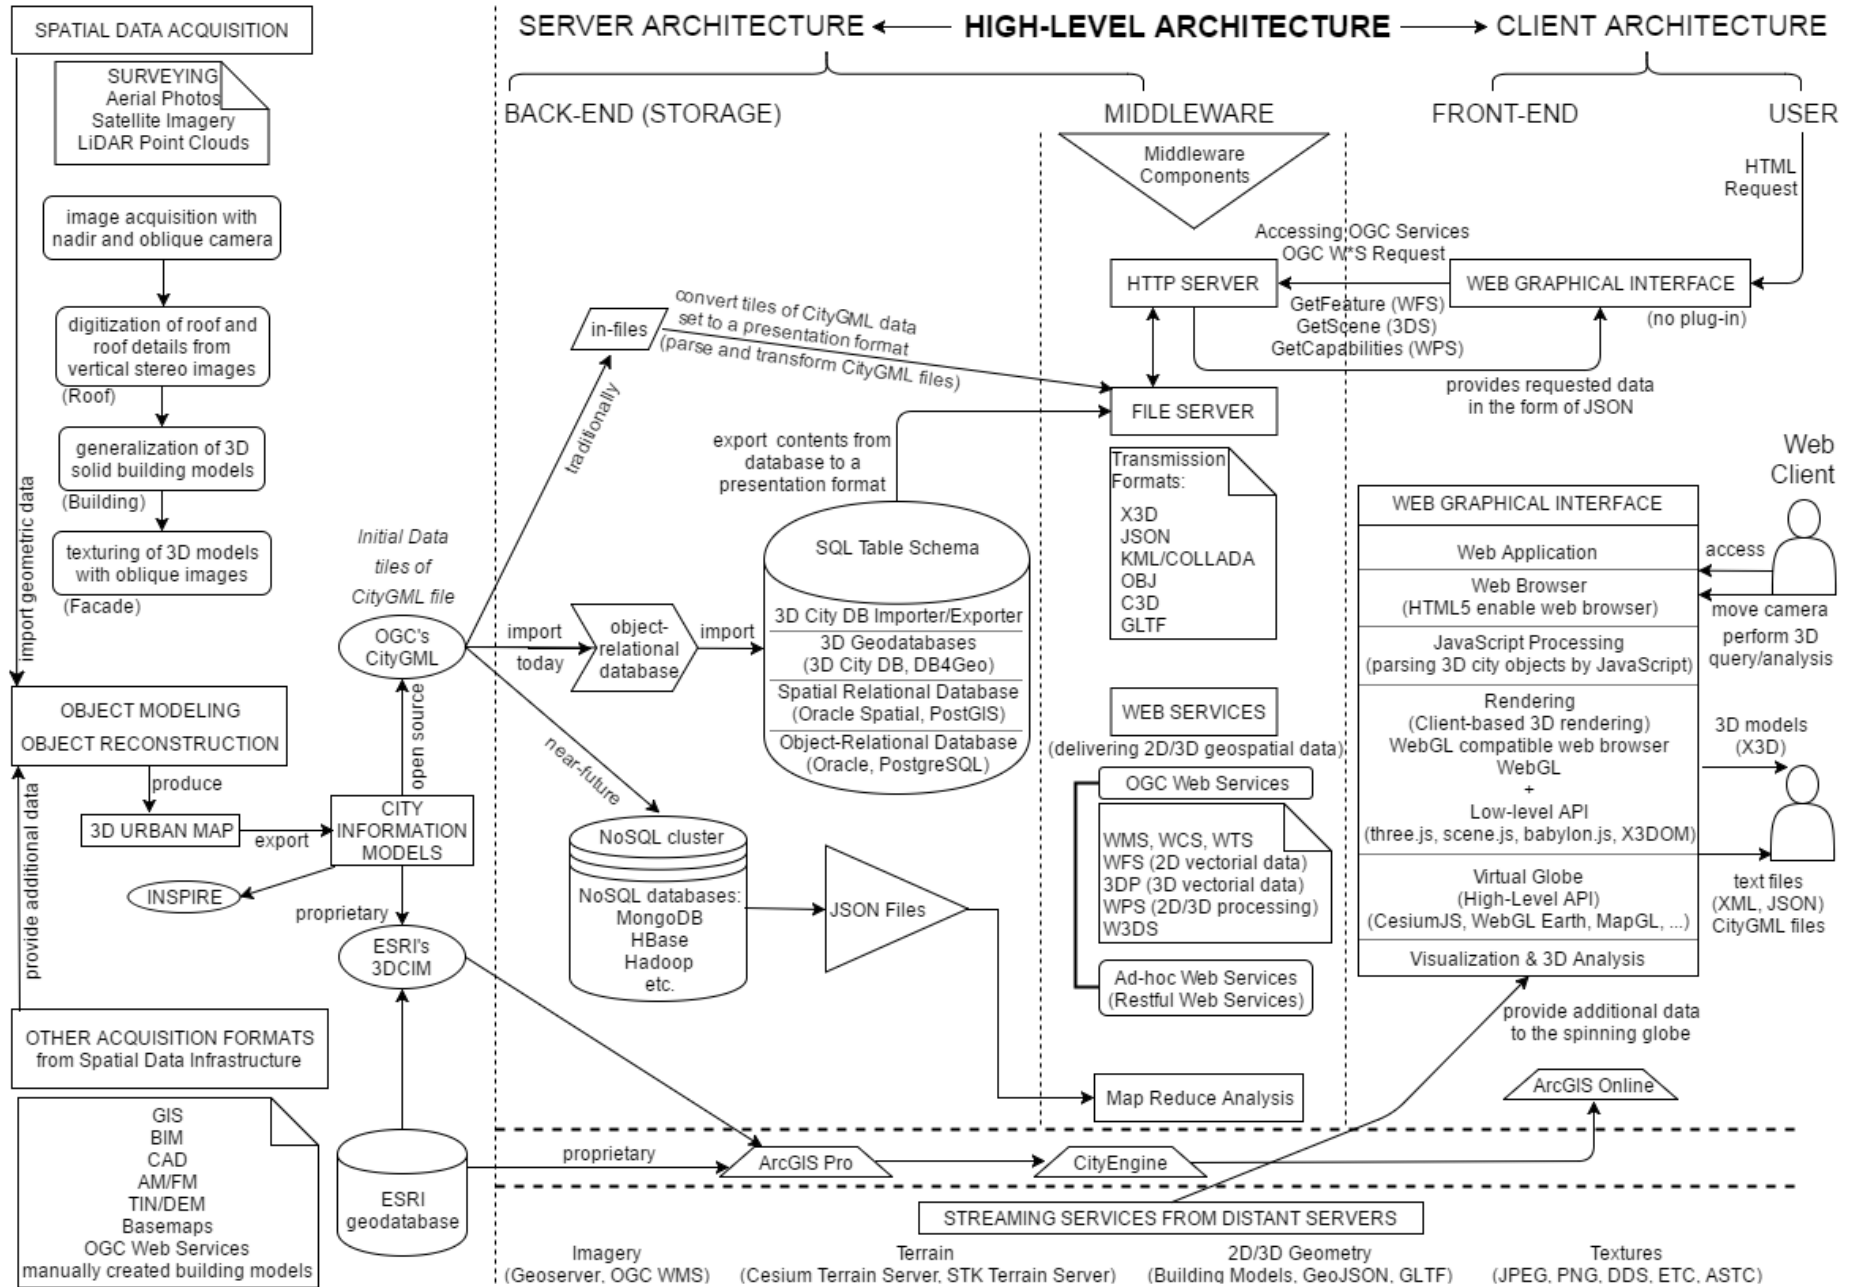 SPATIAL DATA ACQUISITION
SURVEYING
Aerial Photos
Satellite Imagery
LiDAR Point Clouds
image acquisition with
nadir and oblique camera
digitization of roof and
roof details from
vertical stereo images
(Roof)
generalization of 3D
solid building models
(Building)
texturing of 3D models
with oblique images
(Facade)
import geometric data
OBJECT MODELING
OBJECT RECONSTRUCTION
produce
3D URBAN MAP
export
CITY
INFORMATION
MODELS
INSPIRE
open source
proprietary
Initial Data
tiles of
CityGML file
OGC's
CityGML
ESRI's
3DCIM
provide additional data
OTHER ACQUISITION FORMATS
from Spatial Data Infrastructure
GIS
BIM
CAD
AM/FM
TIN/DEM
Basemaps
OGC Web Services
manually created building models
ESRI
geodatabase
SERVER ARCHITECTURE
HIGH-LEVEL ARCHITECTURE
CLIENT ARCHITECTURE
BACK-END (STORAGE)
MIDDLEWARE
FRONT-END
USER
traditionally
in-files
convert tiles of CityGML data
set to a presentation format
(parse and transform CityGML files)
import
today
object-
relational
database
import
export contents from
database to a
presentation format
SQL Table Schema
3D City DB Importer/Exporter
3D Geodatabases
(3D City DB, DB4Geo)
Spatial Relational Database
(Oracle Spatial, PostGIS)
Object-Relational Database
(Oracle, PostgreSQL)
near-future
NoSQL cluster
NoSQL databases:
MongoDB
HBase
Hadoop
etc.
JSON Files
Middleware
Components
HTTP SERVER
FILE SERVER
Transmission
Formats:
X3D
JSON
KML/COLLADA
OBJ
C3D
GLTF
WEB SERVICES
(delivering 2D/3D geospatial data)
OGC Web Services
WMS, WCS, WTS
WFS (2D vectorial data)
3DP (3D vectorial data)
WPS (2D/3D processing)
W3DS
Ad-hoc Web Services
(Restful Web Services)
Map Reduce Analysis
HTML
Request
Accessing OGC Services
OGC W*S Request
GetFeature (WFS)
GetScene (3DS)
GetCapabilities (WPS)
WEB GRAPHICAL INTERFACE
(no plug-in)
provides requested data
in the form of JSON
Web
Client
WEB GRAPHICAL INTERFACE
Web Application
Web Browser
(HTML5 enable web browser)
JavaScript Processing
(parsing 3D city objects by JavaScript)
Rendering
(Client-based 3D rendering)
WebGL compatible web browser
WebGL
+
Low-level API
(three.js, scene.js, babylon.js, X3DOM)
Virtual Globe
(High-Level API)
(CesiumJS, WebGL Earth, MapGL, ...)
Visualization & 3D Analysis
access
move camera
perform 3D
query/analysis
3D models
(X3D)
text files
(XML, JSON)
CityGML files
provide additional data
to the spinning globe
ArcGIS Online
proprietary
ArcGIS Pro
CityEngine
STREAMING SERVICES FROM DISTANT SERVERS
Imagery
(Geoserver, OGC WMS)
Terrain
(Cesium Terrain Server, STK Terrain Server)
2D/3D Geometry
(Building Models, GeoJSON, GLTF)
Textures
(JPEG, PNG, DDS, ETC, ASTC)